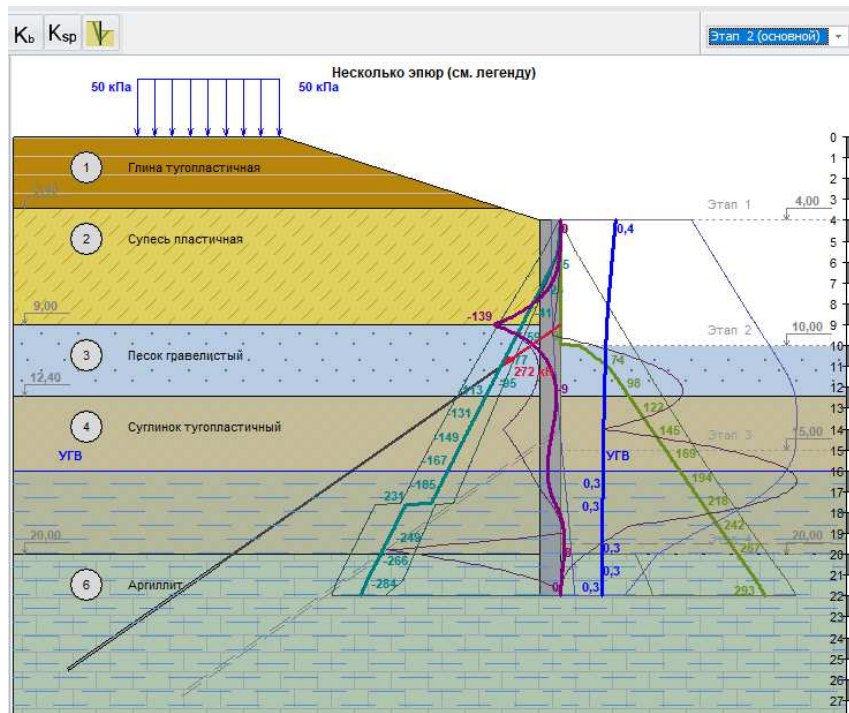 Kb Ksp
Этап 2 (основной)
Несколько эпюр (см. легенду)
50 кПа 50 кПа
0
1
1 Глина тугопластичная
2
3
Этап 1 4,00
4
0 0,4
2 Супесь пластичная
5
5
6
7
8
-41
-139
9,00
9
Этап 2 10,00
10
3 Песок гравелистый
-77 74
11
272 кН
-95 -9 98
12
12,40
-113 122
13
-131
4 Суглинок тугопластичный
145
14
-149 Этап 3 15,00
169
15
УГВ -167 УГВ
16
194
-185 0,3
17
-231 218
0,3
18
242
-249
19
20,00 267 20,00
0,3
20
-266
0,3
21
6 Аргиллит
-284 0 0,3 293
22
23
24
25
26
27